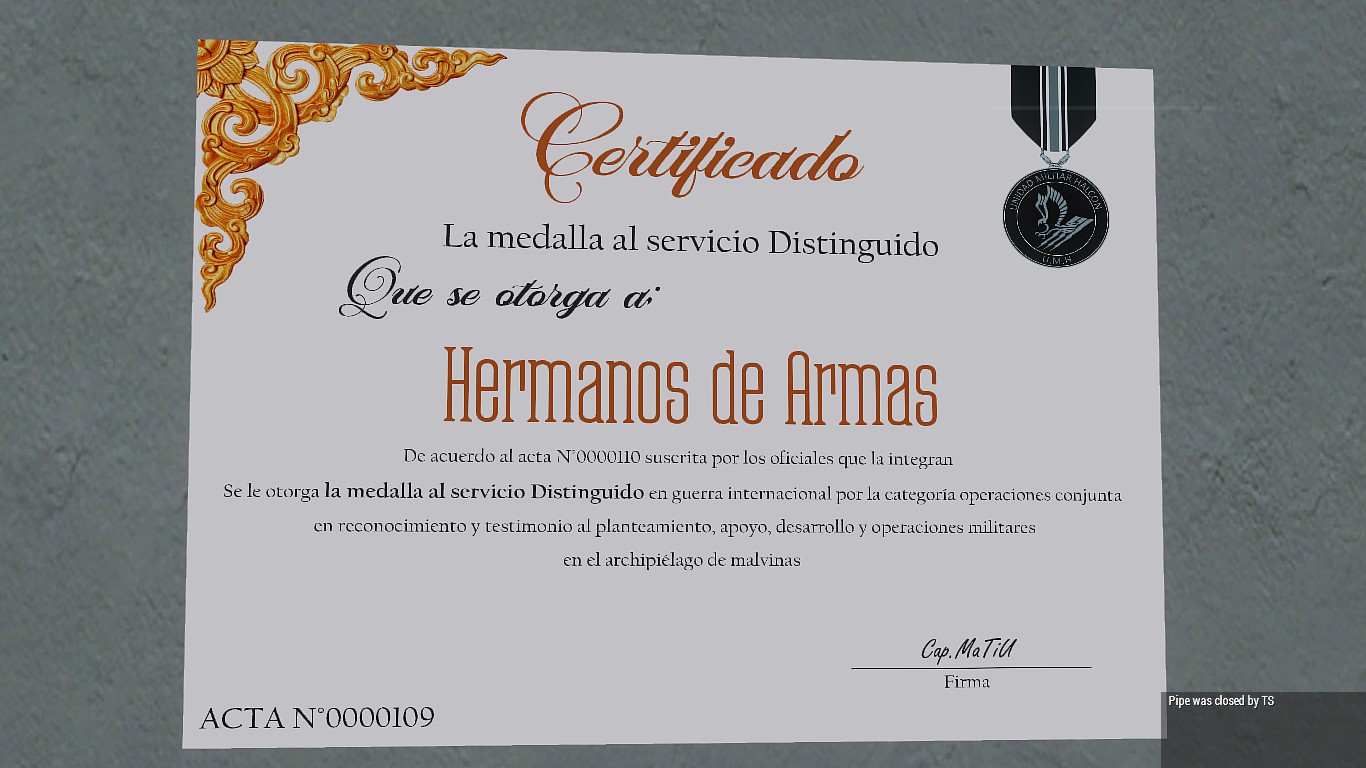 Certificado
UNIDAD MILITAR HALCON
U.M.H
La medalla al servicio Distinguido
Que se otorga a:
Hermanos de Armas
De acuerdo al acta N°0000110 suscrita por los oficiales que la integran
Se le otorga la medalla al servicio Distinguido en guerra internacional por la categoría operaciones conjunta
en reconocimiento y testimonio al planteamiento, apoyo, desarrollo y operaciones militares
en el archipiélago de malvinas
Cap.MaTiU
Firma
ACTA N°0000109
Pipe was closed by TS